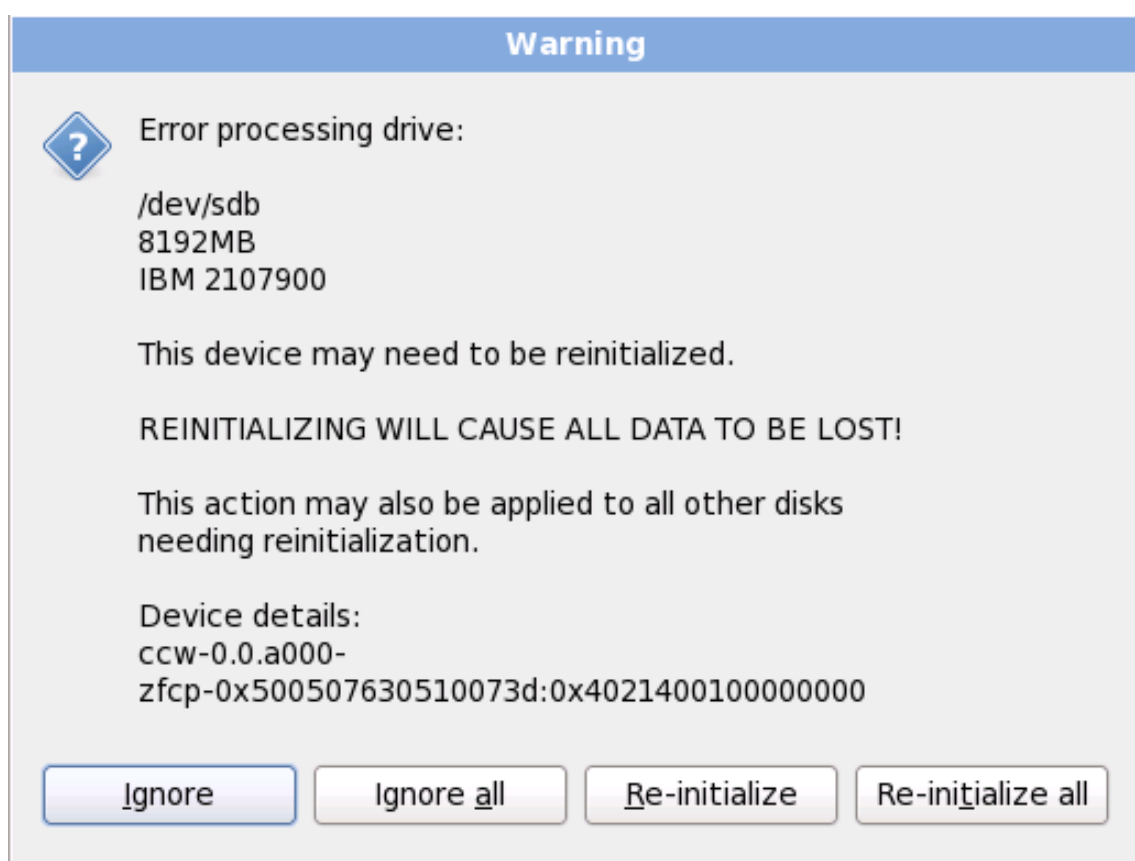 Warning
Error processing drive:
/dev/sdb
8192MB
IBM 2107900
This device may need to be reinitialized.
REINITIALIZING WILL CAUSE ALL DATA TO BE LOST!
This action may also be applied to all other disks
needing reinitialization.
Device details:
ccw-0.0.a000-
zfcp-0x500507630510073d:0x4021400100000000
Ignore
Ignore all
Re-initialize
Re-initialize all